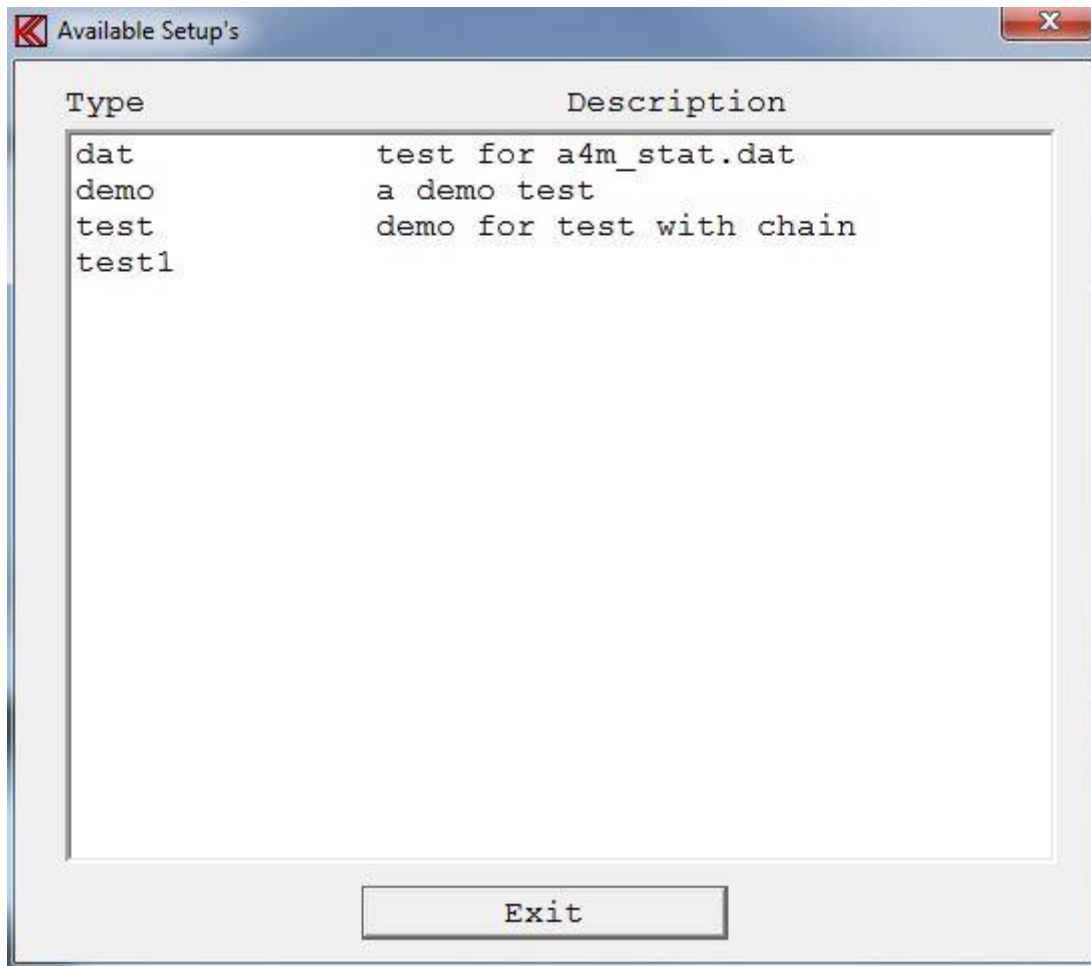 Available Setup's
Type Description
dat test for a4m_stat.dat
demo a demo test
test demo for test with chain
test1
Exit